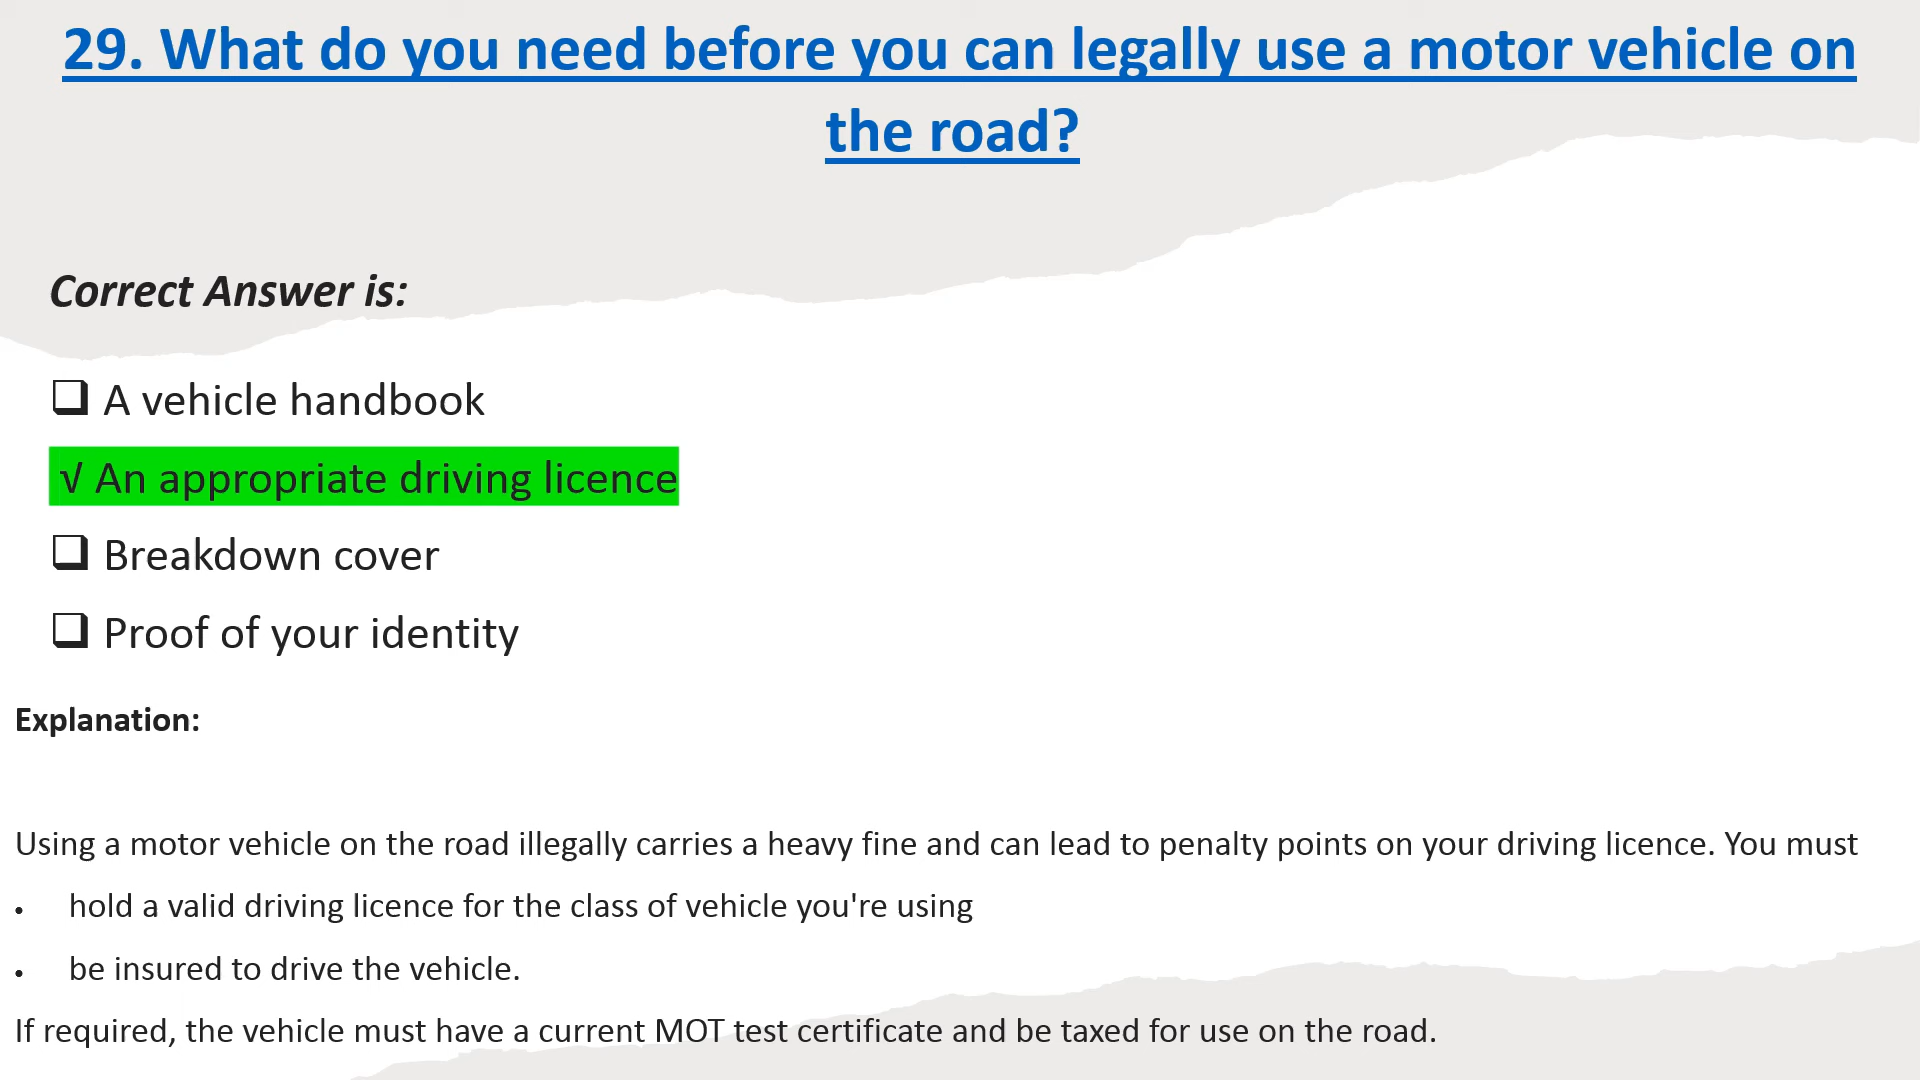 29. What do you need before you can legally use a motor vehicle on
the road?
Correct Answer is:
❑ A vehicle handbook
√ An appropriate driving licence
❑ Breakdown cover
❑ Proof of your identity
Explanation:
Using a motor vehicle on the road illegally carries a heavy fine and can lead to penalty points on your driving licence. You must
• hold a valid driving licence for the class of vehicle you're using
• be insured to drive the vehicle.
If required, the vehicle must have a current MOT test certificate and be taxed for use on the road.